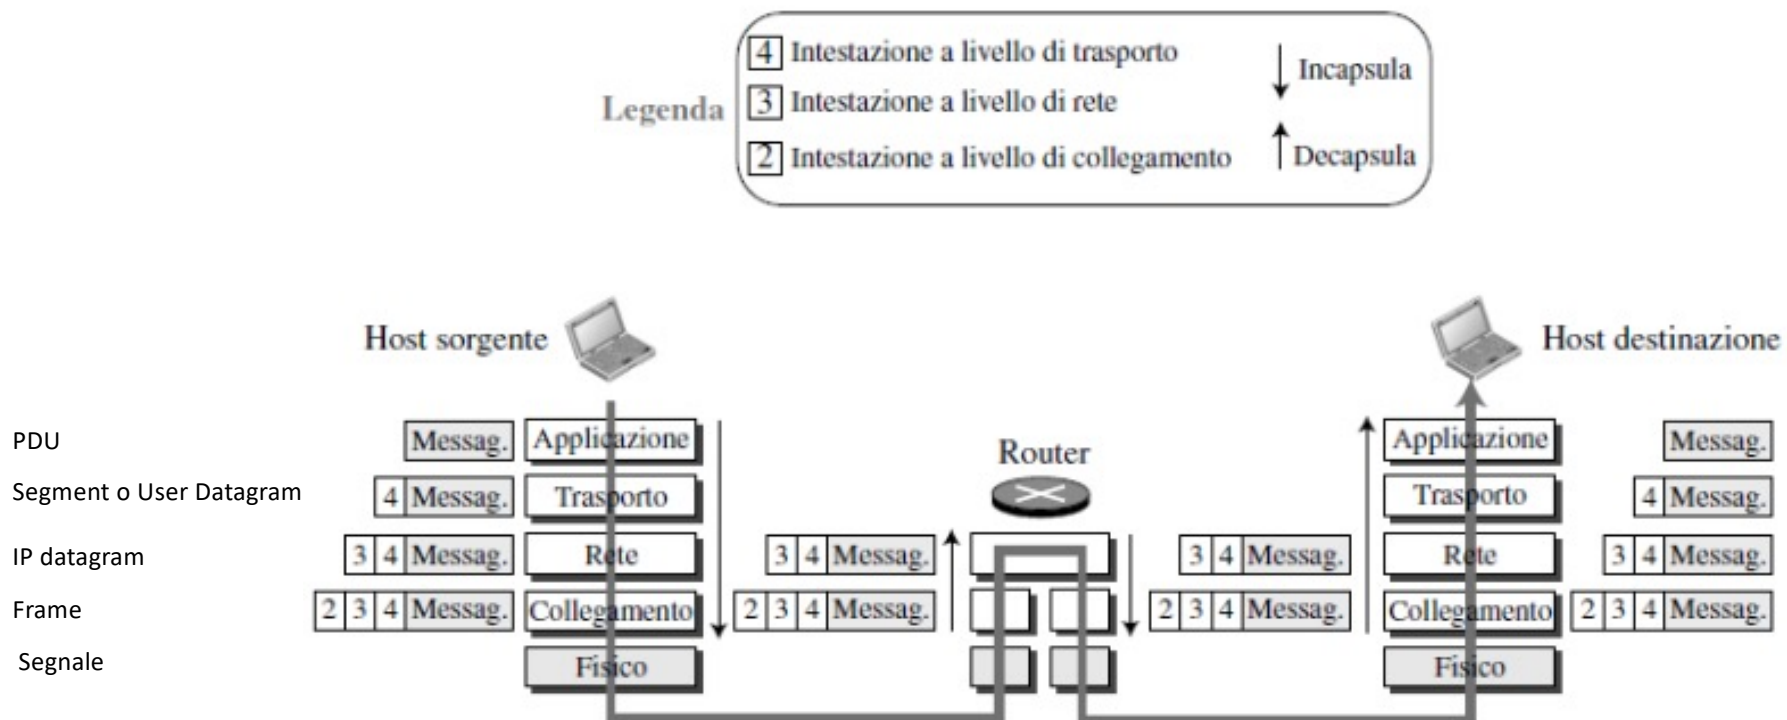 4 Intestazione a livello di trasporto
Incapsula
Legenda
3 Intestazione a livello di rete
2 Intestazione a livello di collegamento
Decapsula
Host sorgente
Host destinazione
PDU Messag. Applicazione Applicazione Messag.
Router
Segment o User Datagram 4 Messag. Trasporto Trasporto 4 Messag.
IP datagram 3 4 Messag. Rete 3 4 Messag. 3 4 Messag. Rete 3 4 Messag.
Frame 2 3 4 Messag. Collegamento 2 3 4 Messag. 2 3 4 Messag. Collegamento 2 3 4 Messag.
Segnale Fisico Fisico